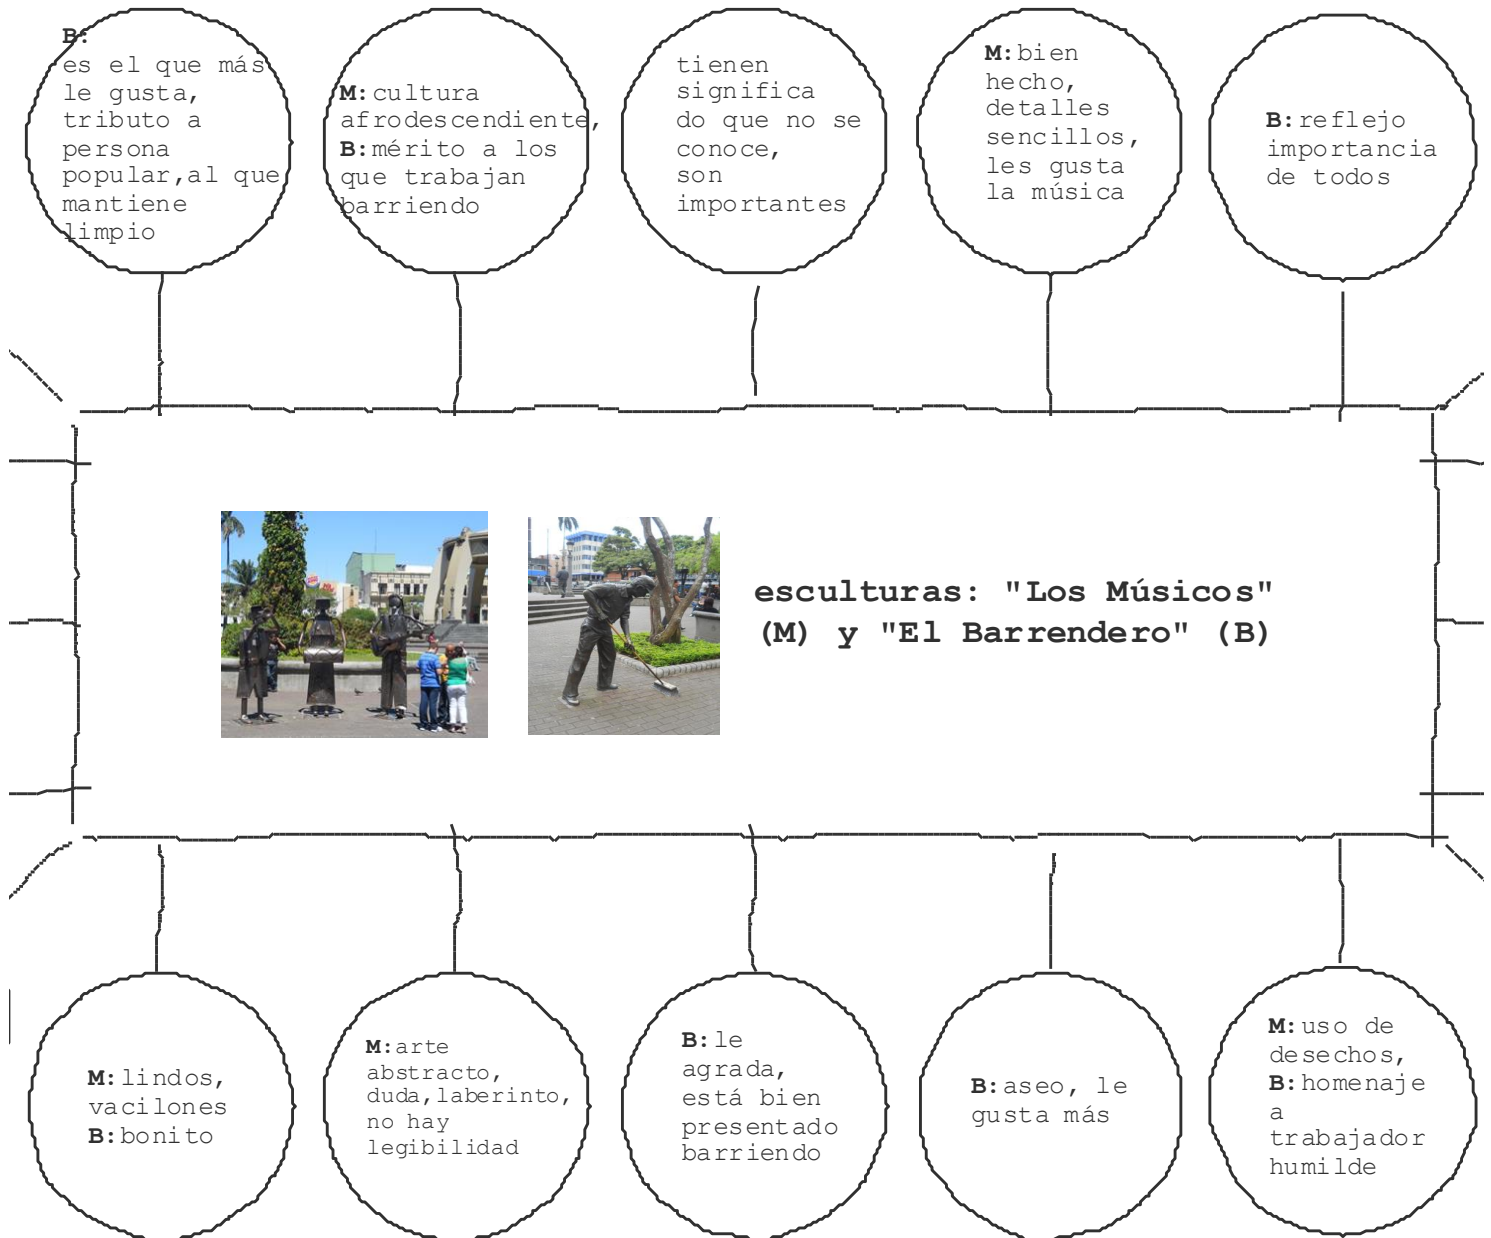 B:
es el que más
le gusta,
tributo a
persona
popular,al que
mantiene
limpio
M:cultura
afrodescendiente,
B:mérito a los
que trabajan
barriendo
tienen
significa
do que no se
conoce,
son
importantes
M:bien
hecho,
detalles
sencillos,
les gusta
la música
B:reflejo
importancia
de todos
esculturas: "Los Músicos"
(M) y "El Barrendero" (B)
M:lindos,
vacilones
B:bonito
M:arte
abstracto,
duda,laberinto,
no hay
legibilidad
B:le
agrada,
está bien
presentado
barriendo
B:aseo, le
gusta más
M:uso de
desechos,
B:homenaje
a
trabajador
humilde